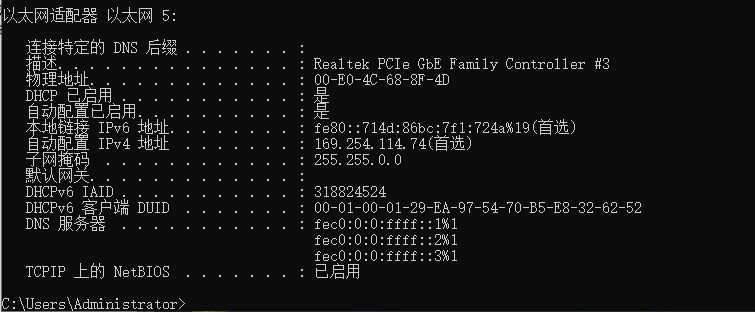 以太网适配器 以太网 5:
连接特定的 DNS 后缀 . . . . . . . :
描述. . . . . . . . . . . . . . . : Realtek PCIe GbE Family Controller #3
物理地址. . . . . . . . . . . . . : 00-E0-4C-68-8F-4D
DHCP 已启用 . . . . . . . . . . . : 是
自动配置已启用. . . . . . . . . . : 是
本地链接 IPv6 地址. . . . . . . . : fe80::714d:86bc:7f1:724a%19(首选)
自动配置 IPv4 地址 . . . . . . . : 169.254.114.74(首选)
子网掩码 . . . . . . . . . . . . : 255.255.0.0
默认网关. . . . . . . . . . . . . :
DHCPv6 IAID . . . . . . . . . . . : 318824524
DHCPv6 客户端 DUID . . . . . . . : 00-01-00-01-29-EA-97-54-70-B5-E8-32-62-52
DNS 服务器 . . . . . . . . . . . : fec0:0:0:ffff::1%1
fec0:0:0:ffff::2%1
fec0:0:0:ffff::3%1
TCPIP 上的 NetBIOS . . . . . . . : 已启用
C:\Users\Administrator>